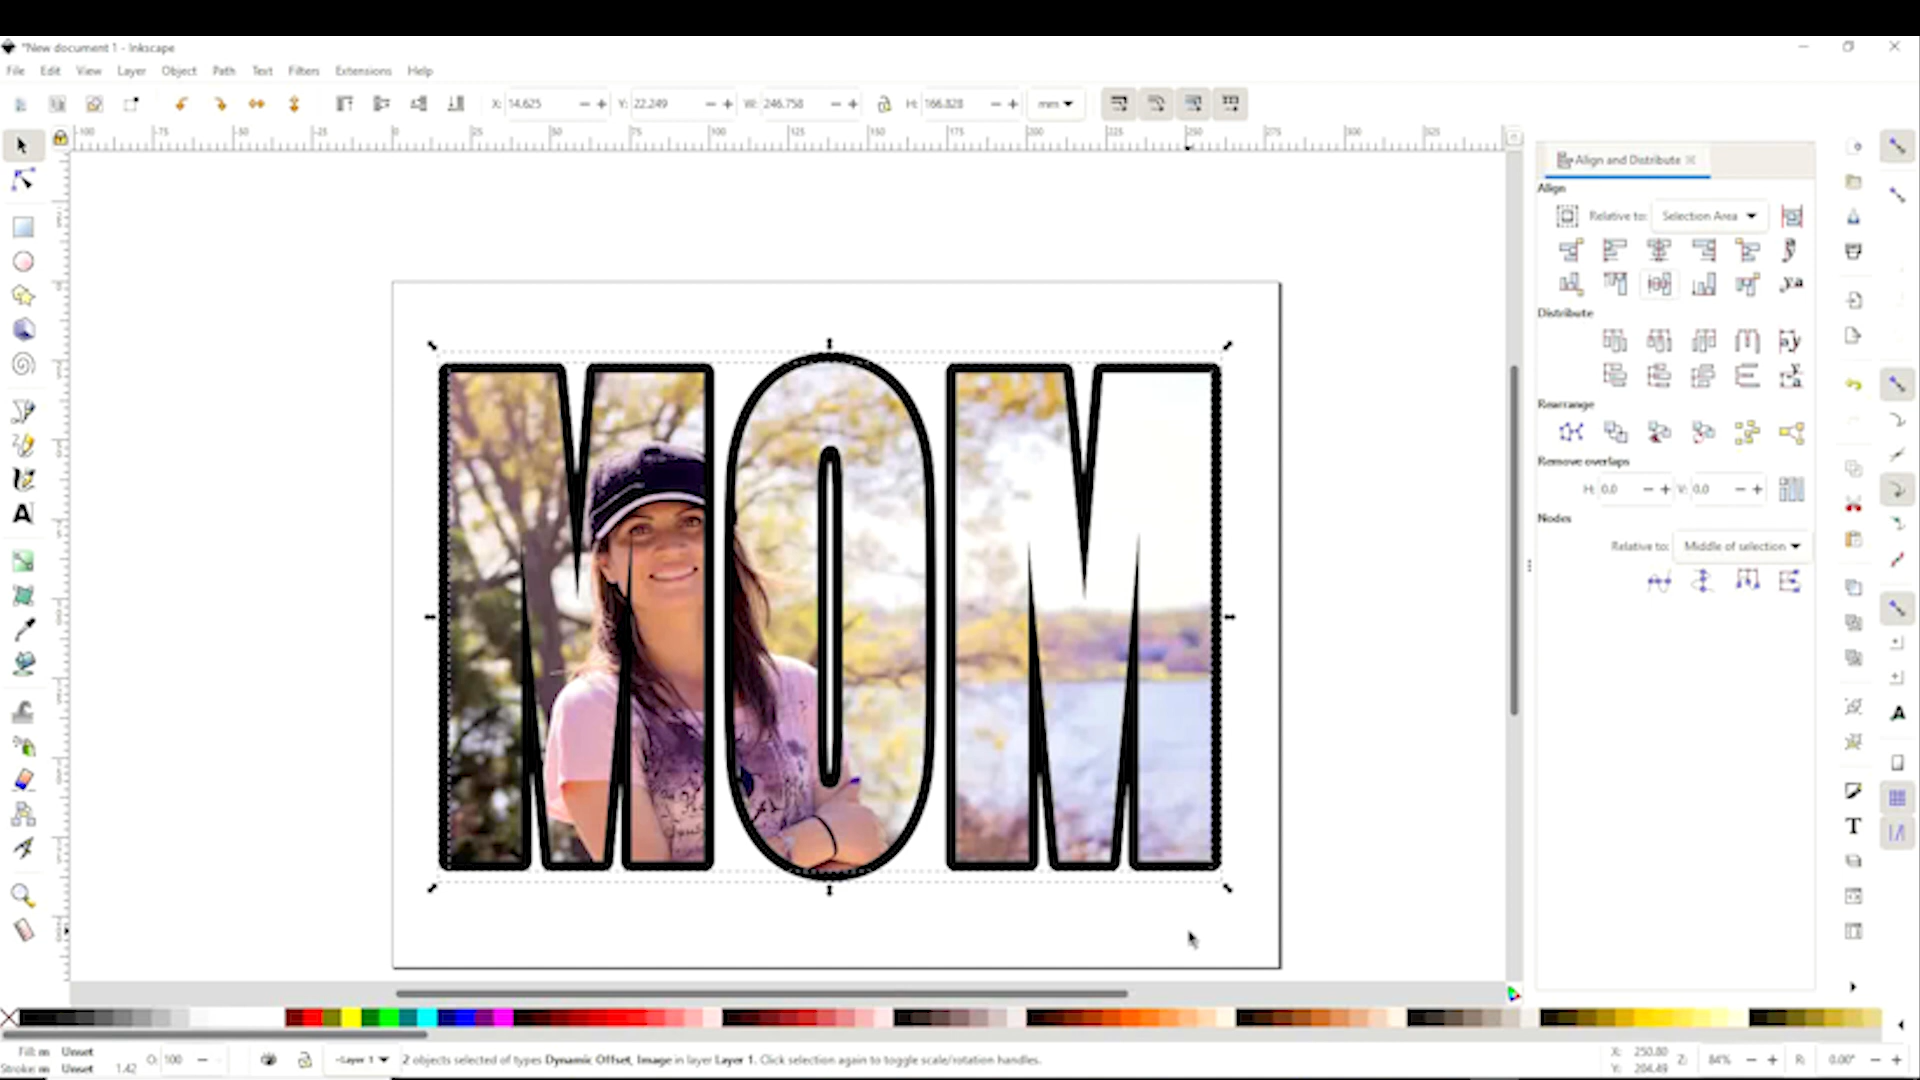 *New document 1 - Inkscape
File Edit View Layer Object Path Text Filters Extensions Help
X: 14.625 - + Y: 22.249 - + W: 246.758 - + H: 166.828 - + mm
Align and Distribute
Align
Relative to: Selection Area
Distribute
Rearrange
Remove overlaps
H: 0.0 - + V: 0.0 - +
Nodes
Relative to: Middle of selection
MOM
Fill: m Unset
Stroke: m Unset 1.42
O: 100 - +
Layer 1
2 objects selected of types Dynamic Offset, Image in layer Layer 1. Click selection again to toggle scale/rotation handles.
X: 250.80
Y: 204.49
Z: 84% - + R: 0.00° - +